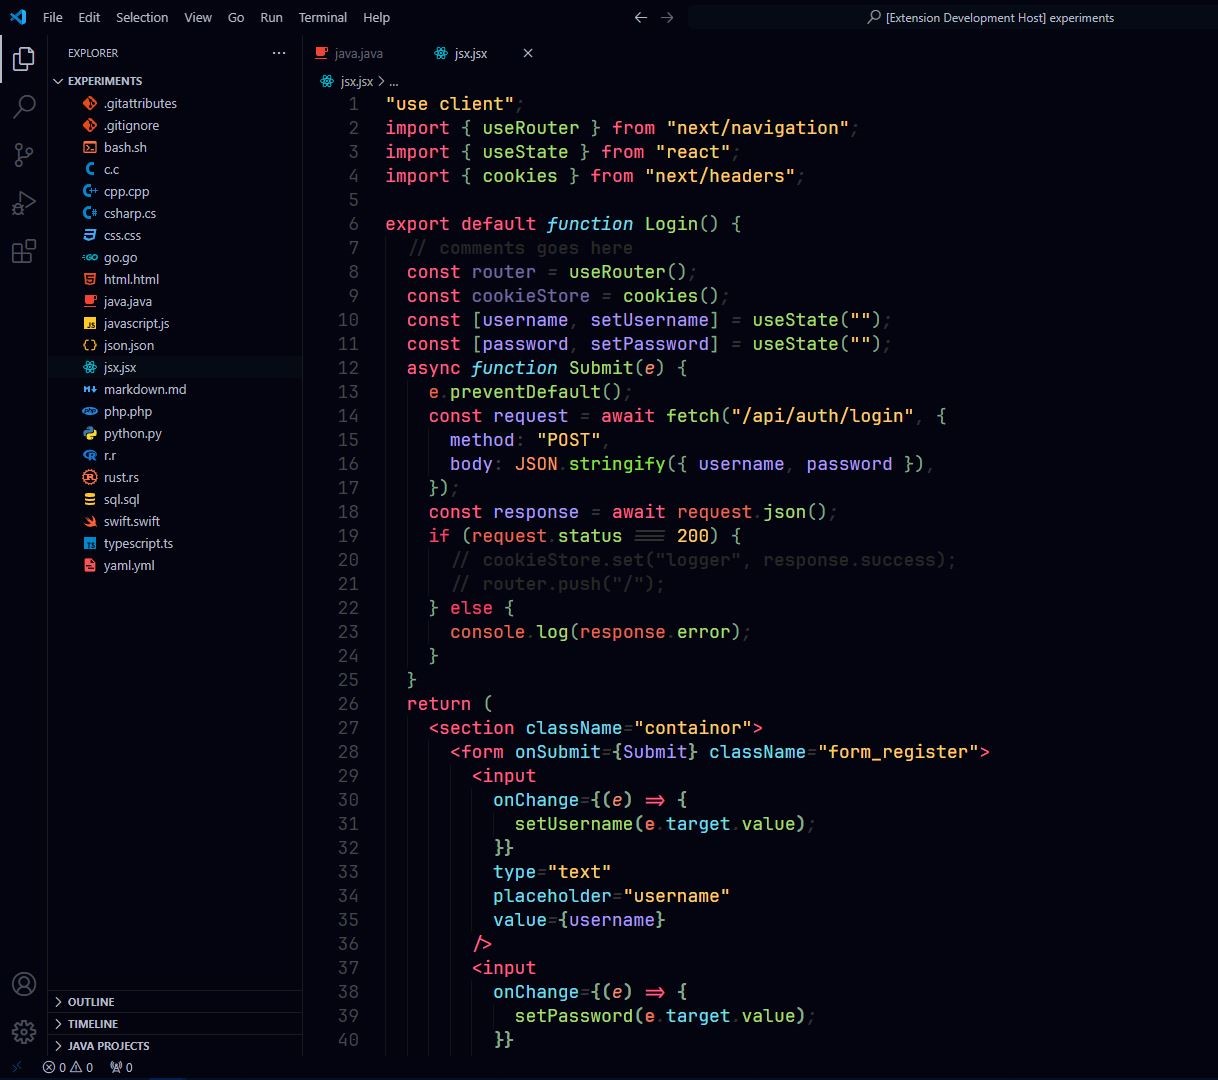 File Edit Selection View Go Run Terminal Help
[Extension Development Host] experiments
EXPLORER
EXPERIMENTS
.gitattributes
.gitignore
bash.sh
c.c
cpp.cpp
csharp.cs
css.css
go.go
html.html
java.java
javascript.js
json.json
jsx.jsx
markdown.md
php.php
python.py
r.r
rust.rs
sql.sql
swift.swift
typescript.ts
yaml.yml
OUTLINE
TIMELINE
JAVA PROJECTS
java.java jsx.jsx
jsx.jsx > ...
1 "use client";
2 import { useRouter } from "next/navigation";
3 import { useState } from "react";
4 import { cookies } from "next/headers";
5
6 export default function Login() {
7 // comments goes here
8 const router = useRouter();
9 const cookieStore = cookies();
10 const [username, setUsername] = useState("");
11 const [password, setPassword] = useState("");
12 async function Submit(e) {
13 e.preventDefault();
14 const request = await fetch("/api/auth/login", {
15 method: "POST",
16 body: JSON.stringify({ username, password }),
17 });
18 const response = await request.json();
19 if (request.status === 200) {
20 // cookieStore.set("logger", response.success);
21 // router.push("/");
22 } else {
23 console.log(response.error);
24 }
25 }
26 return (
27 <section className="containor">
28 <form onSubmit={Submit} className="form_register">
29 <input
30 onChange={(e) => {
31 setUsername(e.target.value);
32 }}
33 type="text"
34 placeholder="username"
35 value={username}
36 />
37 <input
38 onChange={(e) => {
39 setPassword(e.target.value);
40 }}
0 0 0